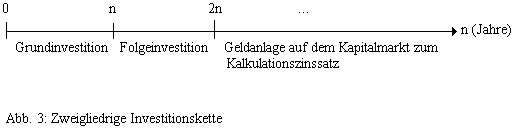 0 n 2n ...
n (Jahre)
Grundinvestition Folgeinvestition Geldanlage auf dem Kapitalmarkt zum
Kalkulationszinssatz
Abb. 3: Zweigliedrige Investitionskette